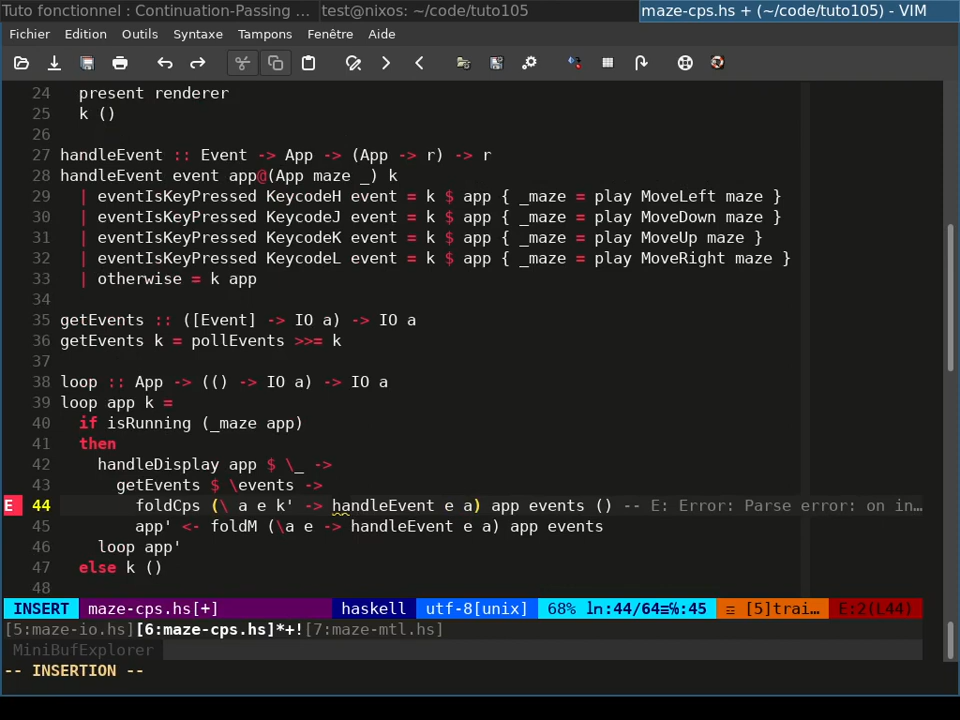 Tuto fonctionnel : Continuation-Passing ... test@nixos: ~/code/tuto105 maze-cps.hs + (~/code/tuto105) - VIM
Fichier Edition Outils Syntaxe Tampons Fenêtre Aide
24 present renderer
25 k ()
26
27 handleEvent :: Event -> App -> (App -> r) -> r
28 handleEvent event app@(App maze _) k
29 | eventIsKeyPressed KeycodeH event = k $ app { _maze = play MoveLeft maze }
30 | eventIsKeyPressed KeycodeJ event = k $ app { _maze = play MoveDown maze }
31 | eventIsKeyPressed KeycodeK event = k $ app { _maze = play MoveUp maze }
32 | eventIsKeyPressed KeycodeL event = k $ app { _maze = play MoveRight maze }
33 | otherwise = k app
34
35 getEvents :: ([Event] -> IO a) -> IO a
36 getEvents k = pollEvents >>= k
37
38 loop :: App -> (() -> IO a) -> IO a
39 loop app k =
40 if isRunning (_maze app)
41 then
42 handleDisplay app $ \_ ->
43 getEvents $ \events ->
E 44 foldCps (\ a e k' -> handleEvent e a) app events () -- E: Error: Parse error: on in…
45 app' <- foldM (\a e -> handleEvent e a) app events
46 loop app'
47 else k ()
48
INSERT maze-cps.hs[+] haskell utf-8[unix] 68% ln:44/64≡℅:45 ☲ [5]trai… E:2(L44)
[5:maze-io.hs][6:maze-cps.hs]*+![7:maze-mtl.hs]
MiniBufExplorer
-- INSERTION --